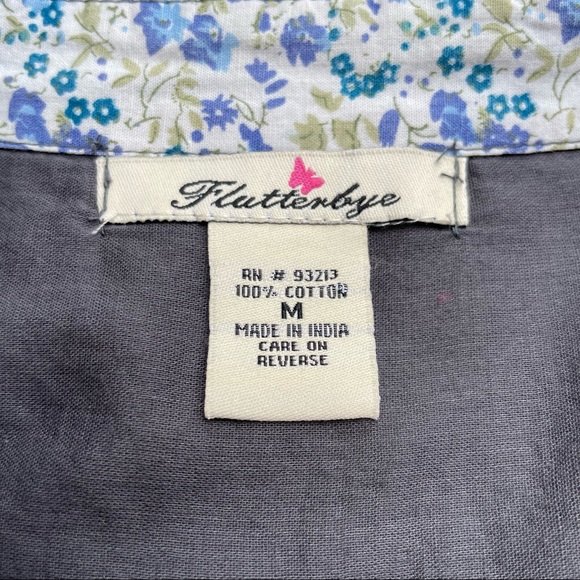 Flutterbye
RN # 93213
100% COTTON
M
MADE IN INDIA
CARE ON
REVERSE